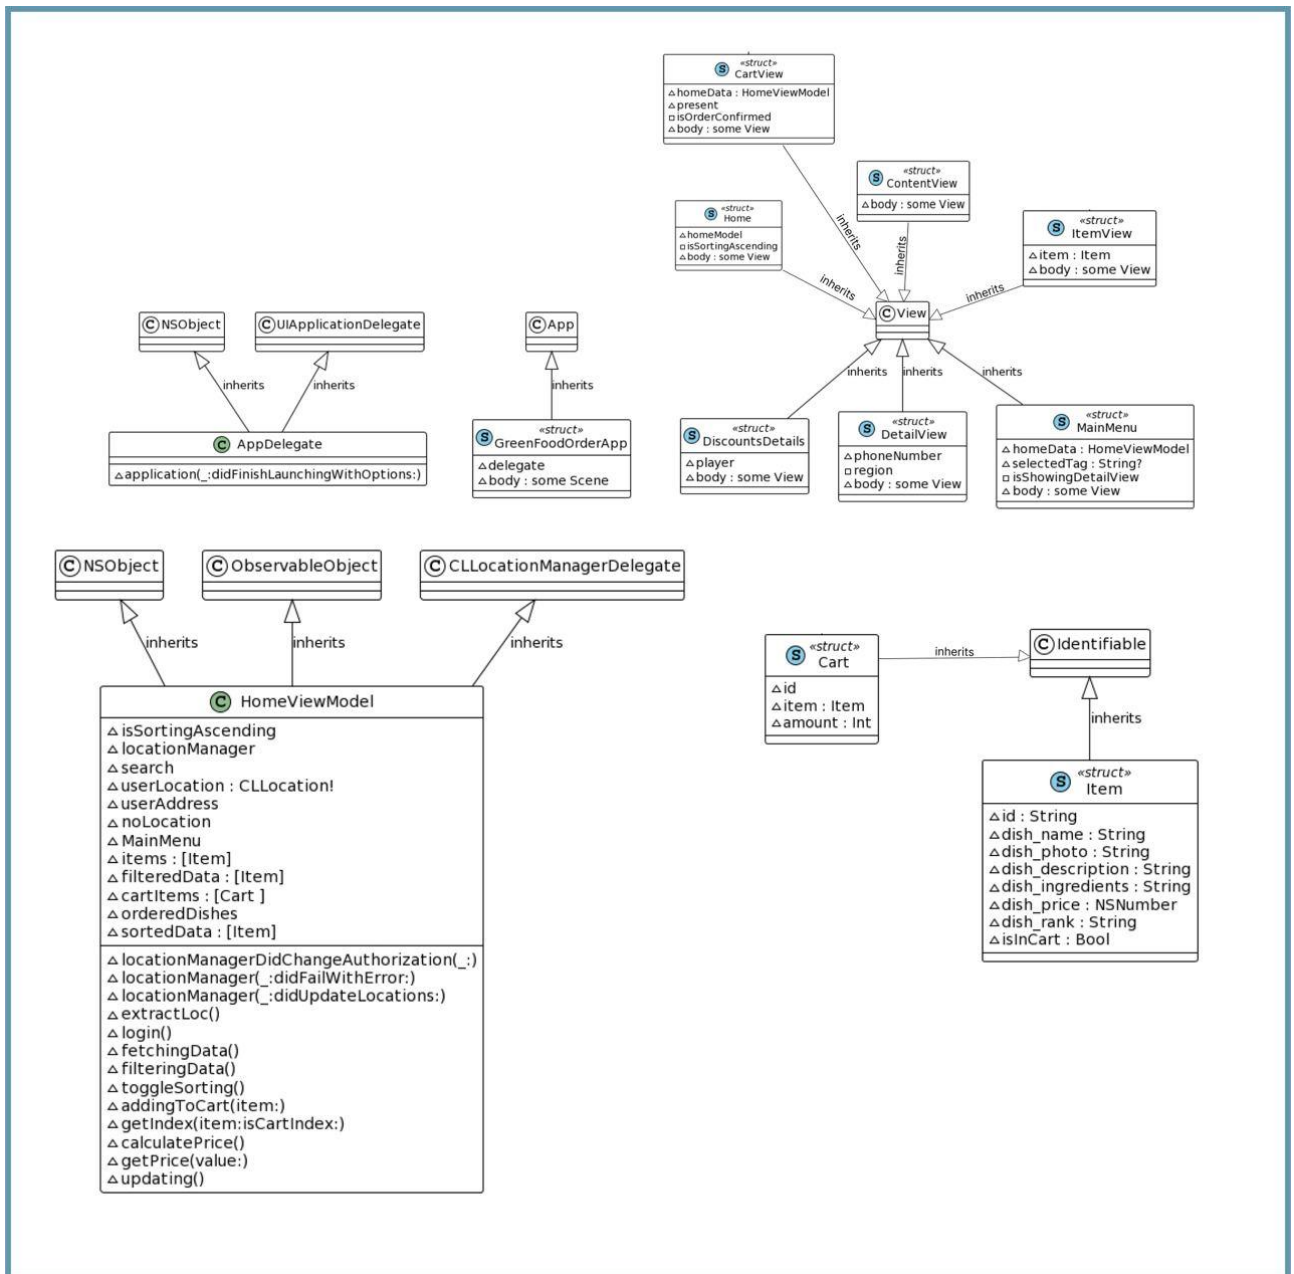 «struct»
CartView
homeData : HomeViewModel
present
isOrderConfirmed
body : some View
«struct»
ContentView
body : some View
«struct»
Home
homeModel
isSortingAscending
body : some View
«struct»
ItemView
item : Item
body : some View
inherits
inherits
inherits
inherits
View
inherits
inherits
inherits
«struct»
DiscountsDetails
player
body : some View
«struct»
DetailView
phoneNumber
region
body : some View
«struct»
MainMenu
homeData : HomeViewModel
selectedTag : String?
isShowingDetailView
body : some View
NSObject
UIApplicationDelegate
inherits
inherits
AppDelegate
application(_:didFinishLaunchingWithOptions:)
App
inherits
«struct»
GreenFoodOrderApp
delegate
body : some Scene
NSObject
ObservableObject
CLLocationManagerDelegate
inherits
inherits
inherits
HomeViewModel
isSortingAscending
locationManager
search
userLocation : CLLocation!
userAddress
noLocation
MainMenu
items : [Item]
filteredData : [Item]
cartItems : [Cart ]
orderedDishes
sortedData : [Item]
locationManagerDidChangeAuthorization(_:)
locationManager(_:didFailWithError:)
locationManager(_:didUpdateLocations:)
extractLoc()
login()
fetchingData()
filteringData()
toggleSorting()
addingToCart(item:)
getIndex(item:isCartIndex:)
calculatePrice()
getPrice(value:)
updating()
«struct»
Cart
id
item : Item
amount : Int
inherits
Identifiable
inherits
«struct»
Item
id : String
dish_name : String
dish_photo : String
dish_description : String
dish_ingredients : String
dish_price : NSNumber
dish_rank : String
isInCart : Bool